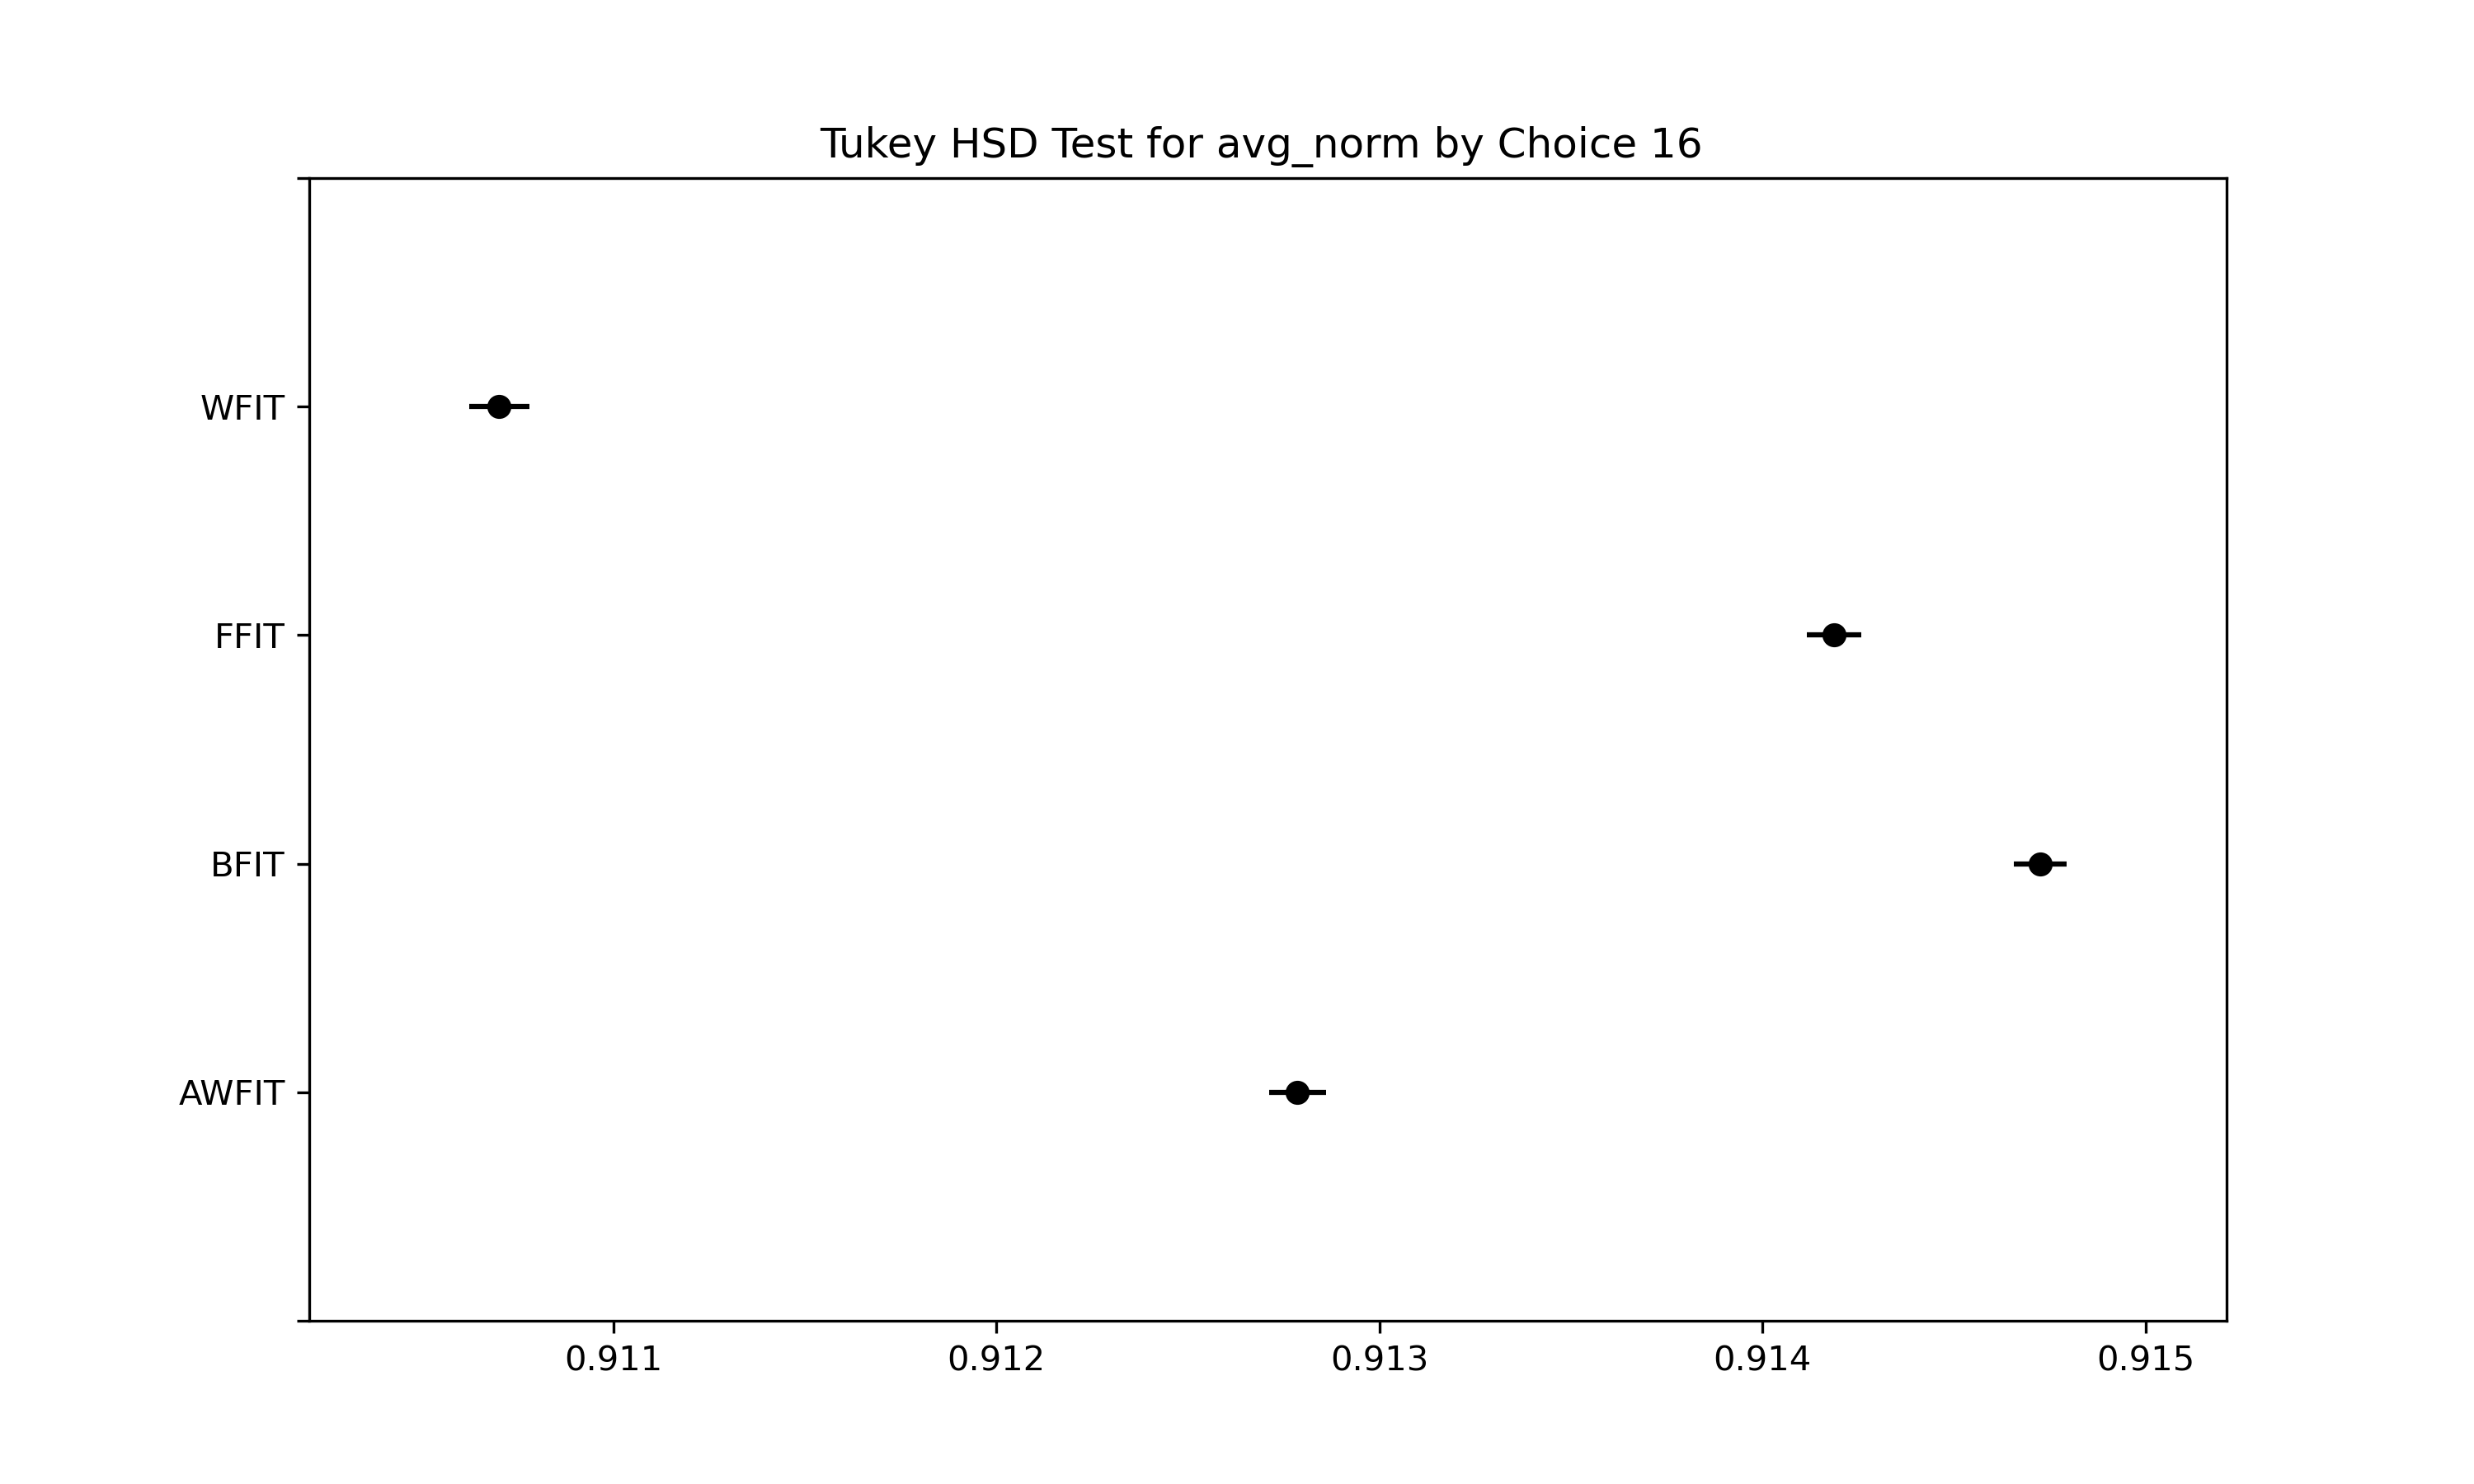 Tukey HSD Test for avg_norm by Choice 16
WFIT
FFIT
BFIT
AWFIT
0.911 0.912 0.913 0.914 0.915